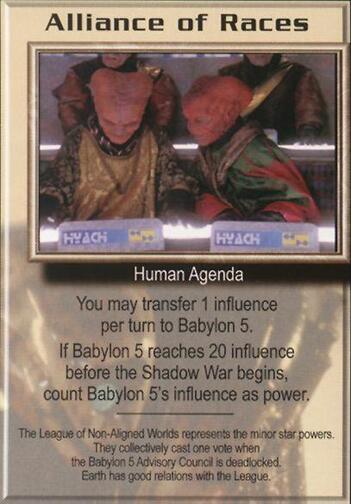 Alliance of Races
HYACH
HYACH
Human Agenda
You may transfer 1 influence
per turn to Babylon 5.
If Babylon 5 reaches 20 influence
before the Shadow War begins,
count Babylon 5's influence as power.
The League of Non-Aligned Worlds represents the minor star powers.
They collectively cast one vote when
the Babylon 5 Advisory Council is deadlocked.
Earth has good relations with the League.